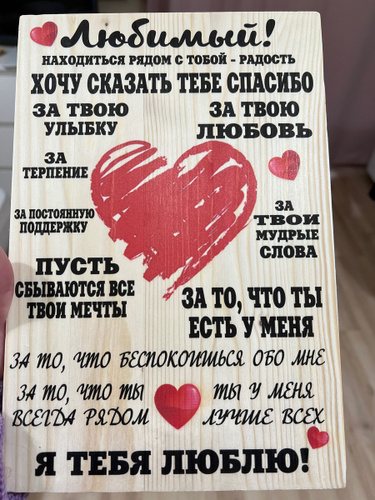 Любимый!
НАХОДИТЬСЯ РЯДОМ С ТОБОЙ - РАДОСТЬ
ХОЧУ СКАЗАТЬ ТЕБЕ СПАСИБО
ЗА ТВОЮ
УЛЫБКУ
ЗА ТВОЮ
ЛЮБОВЬ
ЗА
ТЕРПЕНИЕ
ЗА ПОСТОЯННУЮ
ПОДДЕРЖКУ
ЗА
ТВОИ
МУДРЫЕ
СЛОВА
ПУСТЬ
СБЫВАЮТСЯ ВСЕ
ТВОИ МЕЧТЫ
ЗА ТО, ЧТО ТЫ
ЕСТЬ У МЕНЯ
ЗА ТО, ЧТО БЕСПОКОИШЬСЯ ОБО МНЕ
ЗА ТО, ЧТО ТЫ
ВСЕГДА РЯДОМ
ТЫ У МЕНЯ
ЛУЧШЕ ВСЕХ
Я ТЕБЯ ЛЮБЛЮ!